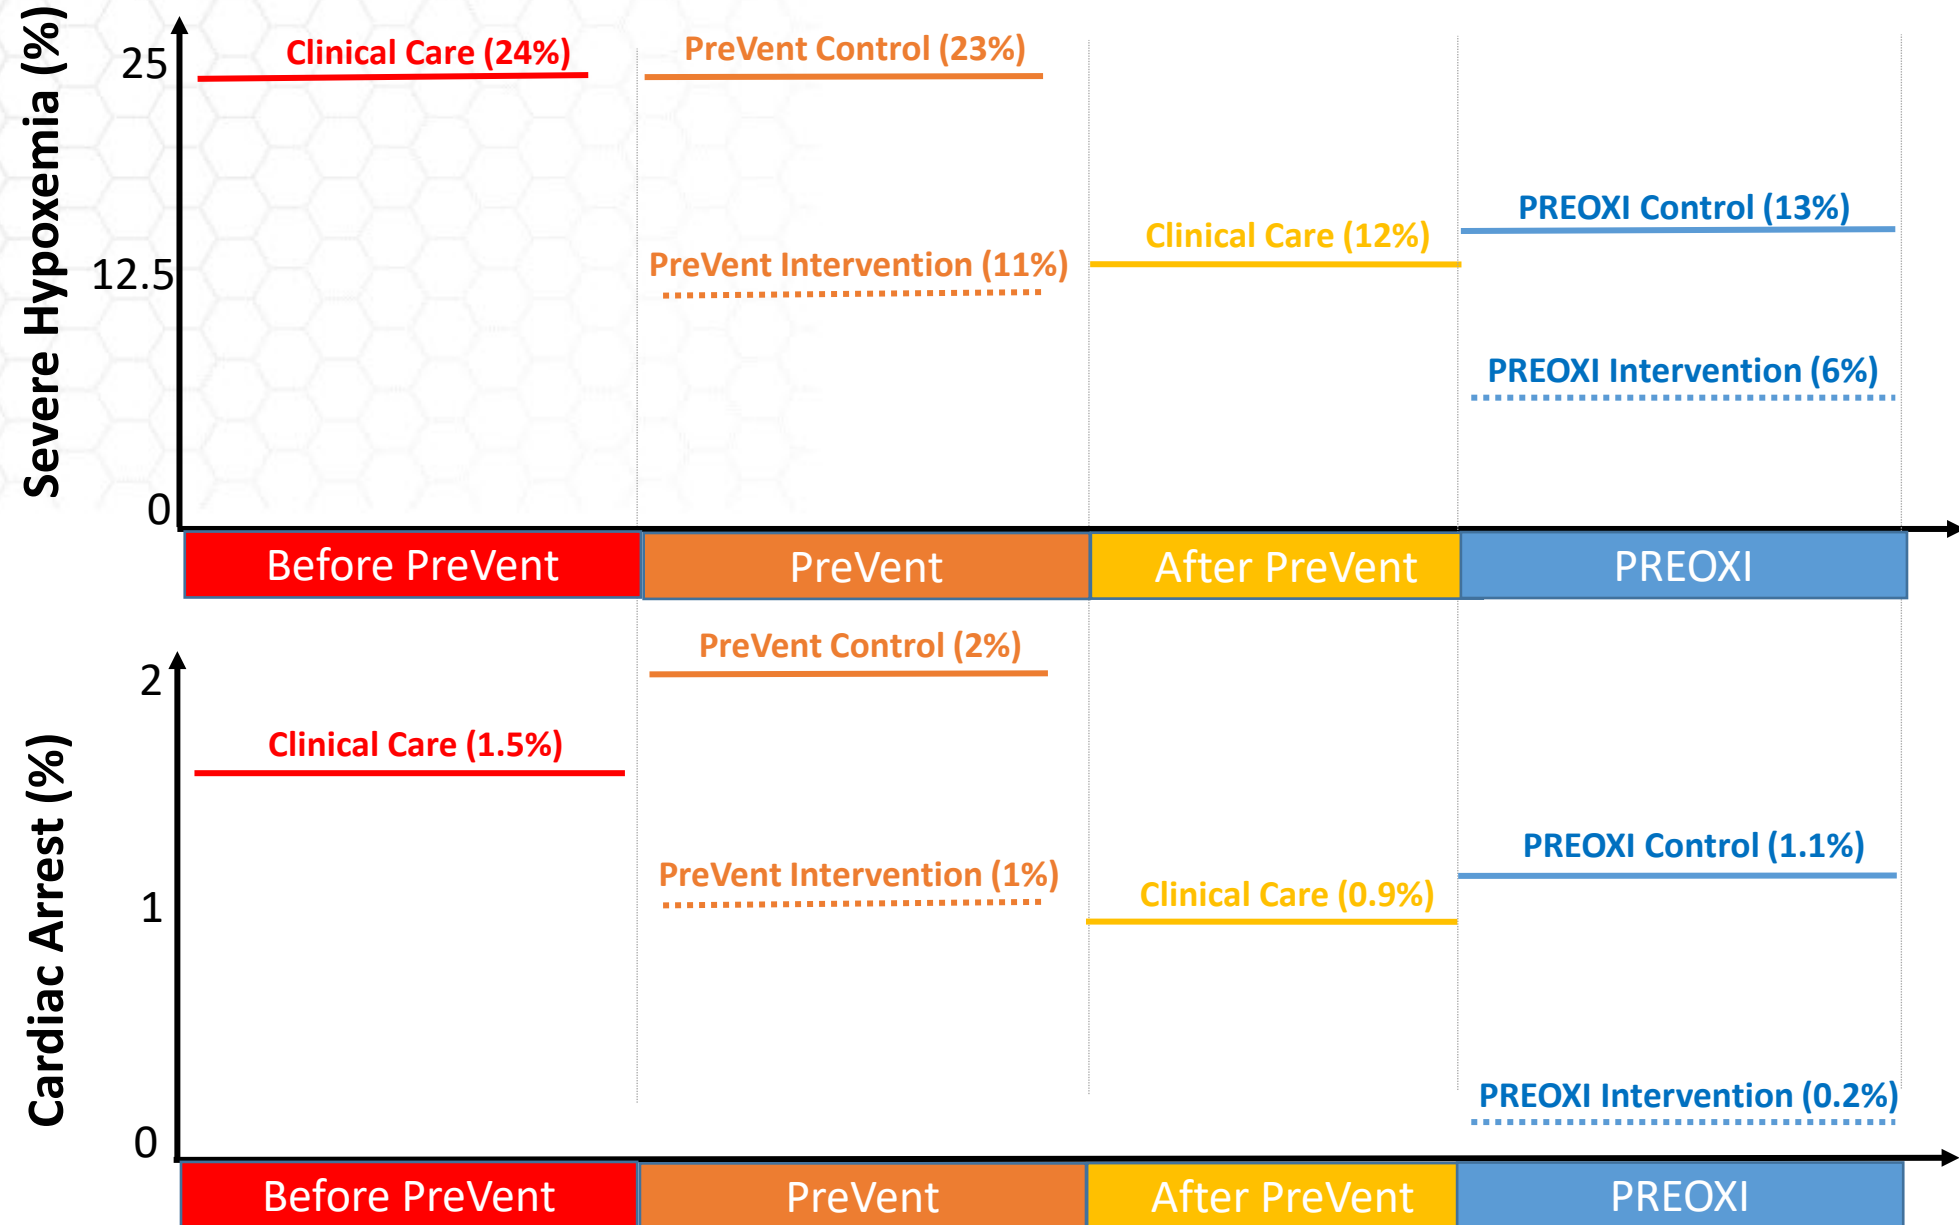 Severe Hypoxemia (%)
25
12.5
0
Clinical Care (24%)
PreVent Control (23%)
PreVent Intervention (11%)
Clinical Care (12%)
PREOXI Control (13%)
PREOXI Intervention (6%)
Before PreVent
PreVent
After PreVent
PREOXI
Cardiac Arrest (%)
2
1
0
Clinical Care (1.5%)
PreVent Control (2%)
PreVent Intervention (1%)
Clinical Care (0.9%)
PREOXI Control (1.1%)
PREOXI Intervention (0.2%)
Before PreVent
PreVent
After PreVent
PREOXI